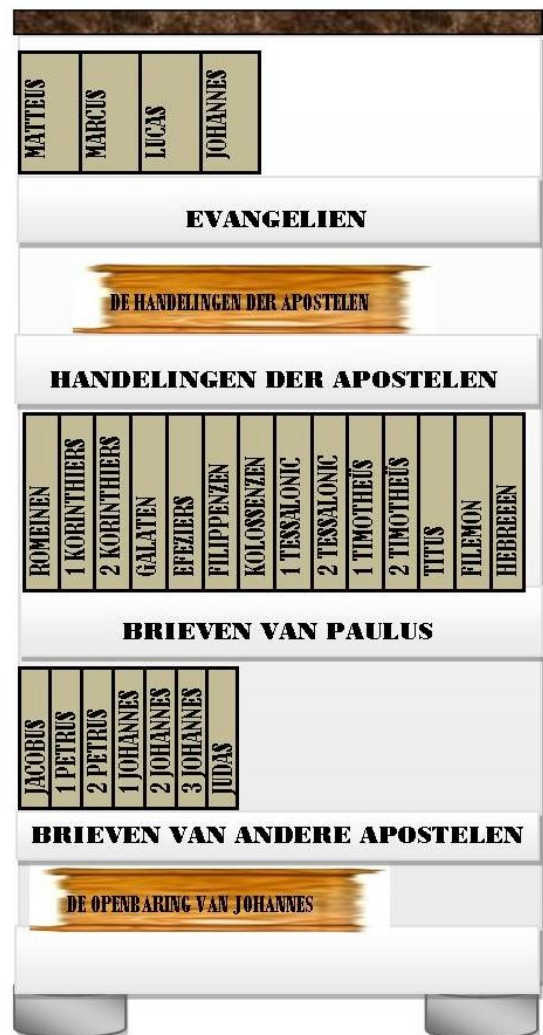 MATTEUS
MARCUS
LUCAS
JOHANNES
EVANGELIEN
DE HANDELINGEN DER APOSTELEN
HANDELINGEN DER APOSTELEN
ROMEINEN
1 KORINTHIERS
2 KORINTHIERS
GALATEN
EFEZIERS
FILIPPENZEN
KOLOSSENZEN
1 TESSALONIC
2 TESSALONIC
1 TIMOTHEÜS
2 TIMOTHEÜS
TITUS
FILEMON
HEBREEEN
BRIEVEN VAN PAULUS
JACOBUS
1 PETRUS
2 PETRUS
1 JOHANNES
2 JOHANNES
3 JOHANNES
JUDAS
BRIEVEN VAN ANDERE APOSTELEN
DE OPENBARING VAN JOHANNES